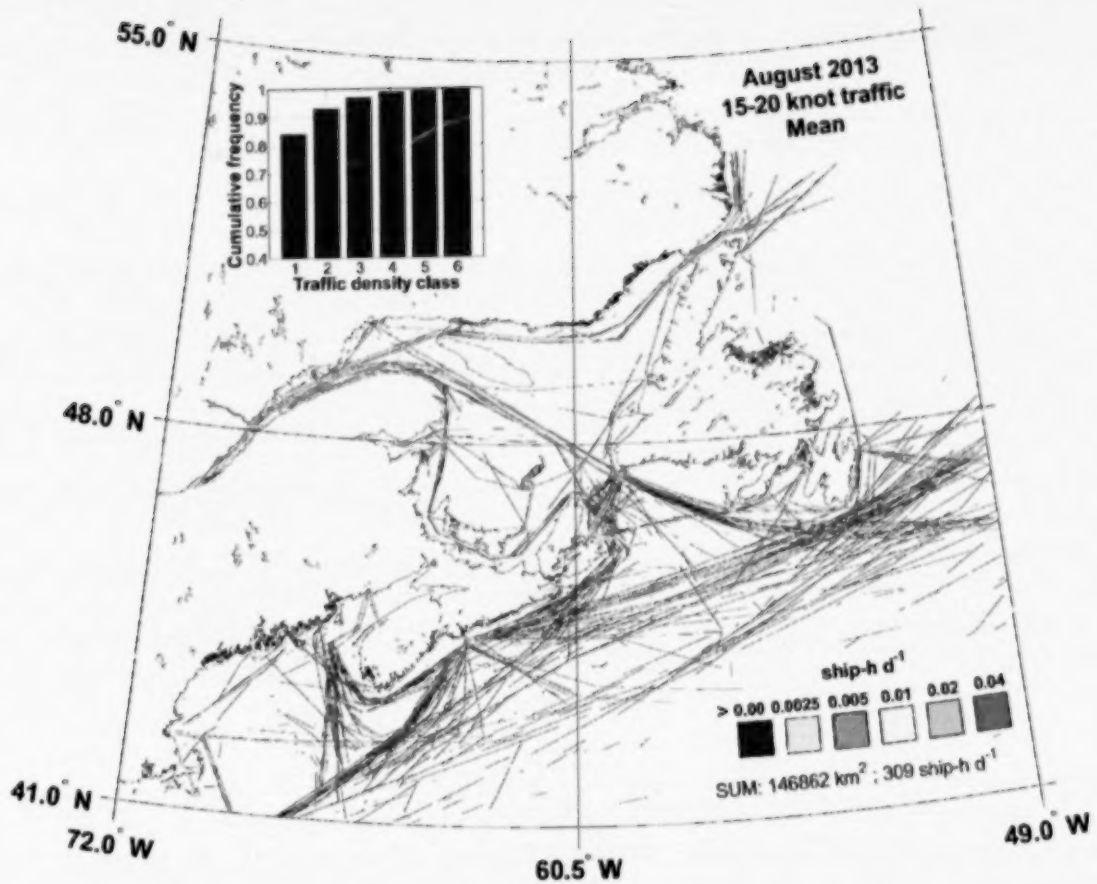 55.0° N
August 2013
15-20 knot traffic
Mean
Cumulative frequency
1
0.9
0.8
0.7
0.6
0.5
0.4
1 2 3 4 5 6
Traffic density class
48.0° N
ship-h d⁻¹
> 0.00 0.0025 0.005 0.01 0.02 0.04
SUM: 146862 km² ; 309 ship-h d⁻¹
41.0° N
72.0° W
60.5° W
49.0° W